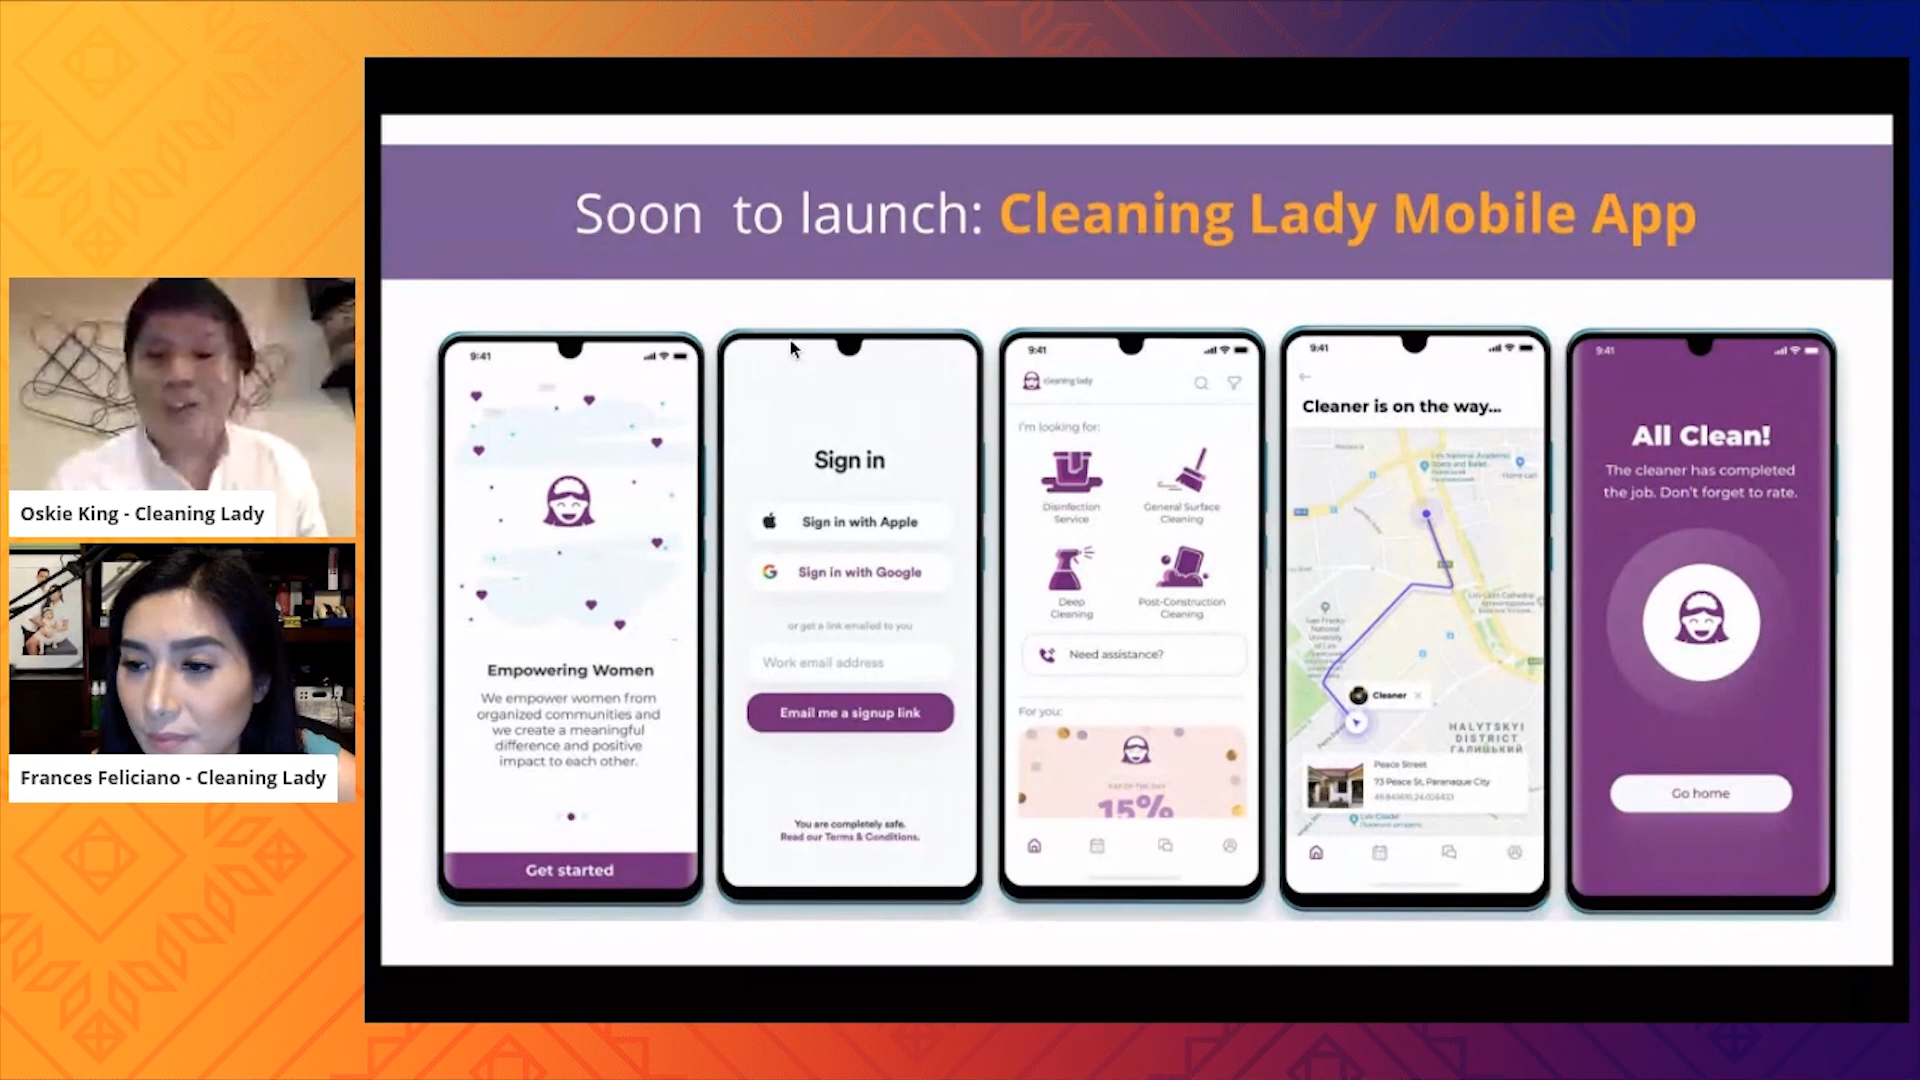 Soon to launch: Cleaning Lady Mobile App
Oskie King - Cleaning Lady
Frances Feliciano - Cleaning Lady
9:41
Empowering Women
We empower women from
organized communities and
we create a meaningful
difference and positive
impact to each other.
Get started
Sign in
Sign in with Apple
Sign in with Google
or get a link emailed to you
Work email address
Email me a signup link
You are completely safe.
Read our Terms & Conditions.
9:41
cleaning lady
I'm looking for:
Disinfection
Service
General Surface
Cleaning
Deep
Cleaning
Post-Construction
Cleaning
Need assistance?
For you:
15%
9:41
Cleaner is on the way...
Cleaner
HALYTSKYI
DISTRICT
ГАЛИЦЬКИЙ
Peace Street
73 Peace St, Paranaque City
9:41
All Clean!
The cleaner has completed
the job. Don't forget to rate.
Go home